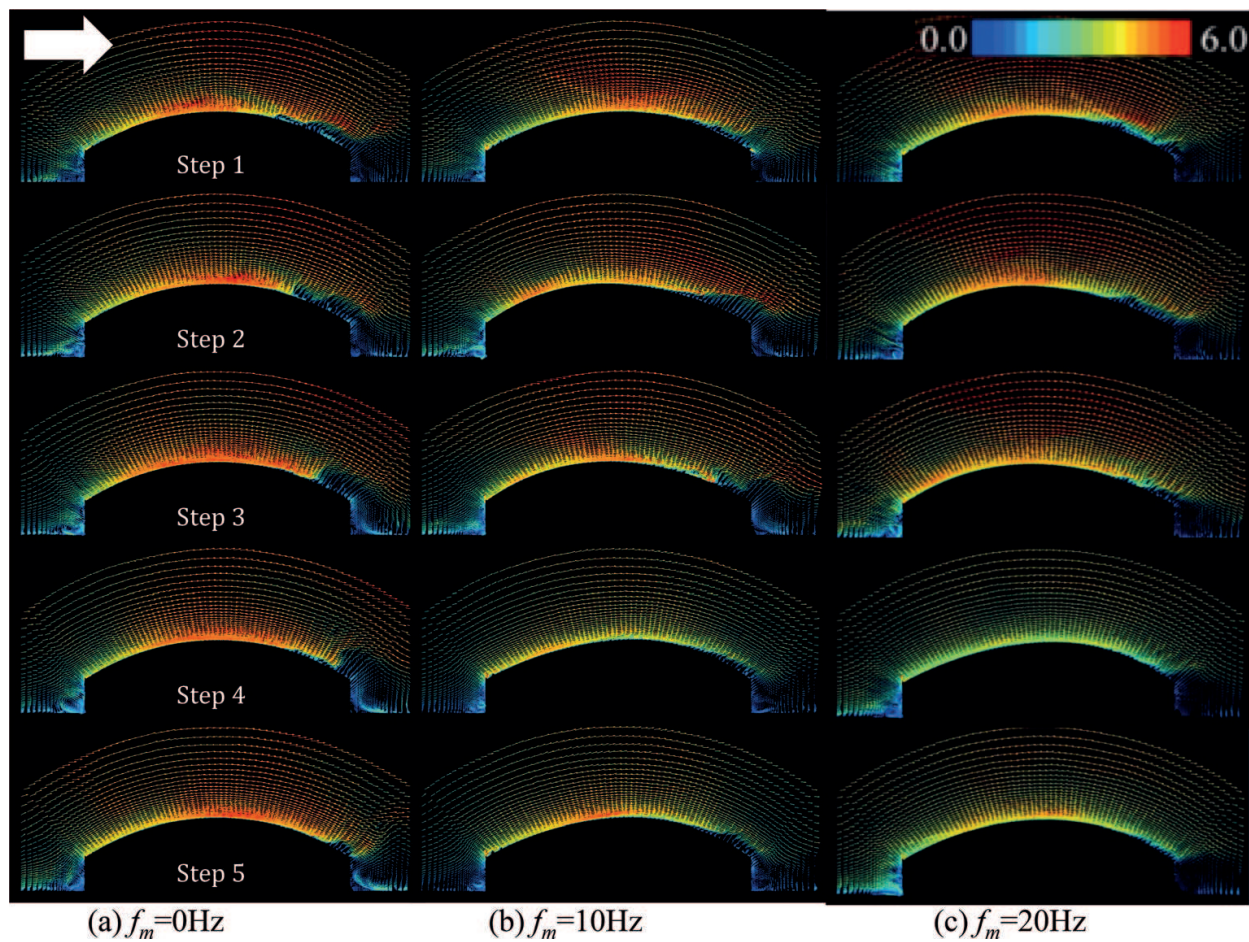 0.0 6.0
Step 1
Step 2
Step 3
Step 4
Step 5
(a) fm=0Hz (b) fm=10Hz (c) fm=20Hz